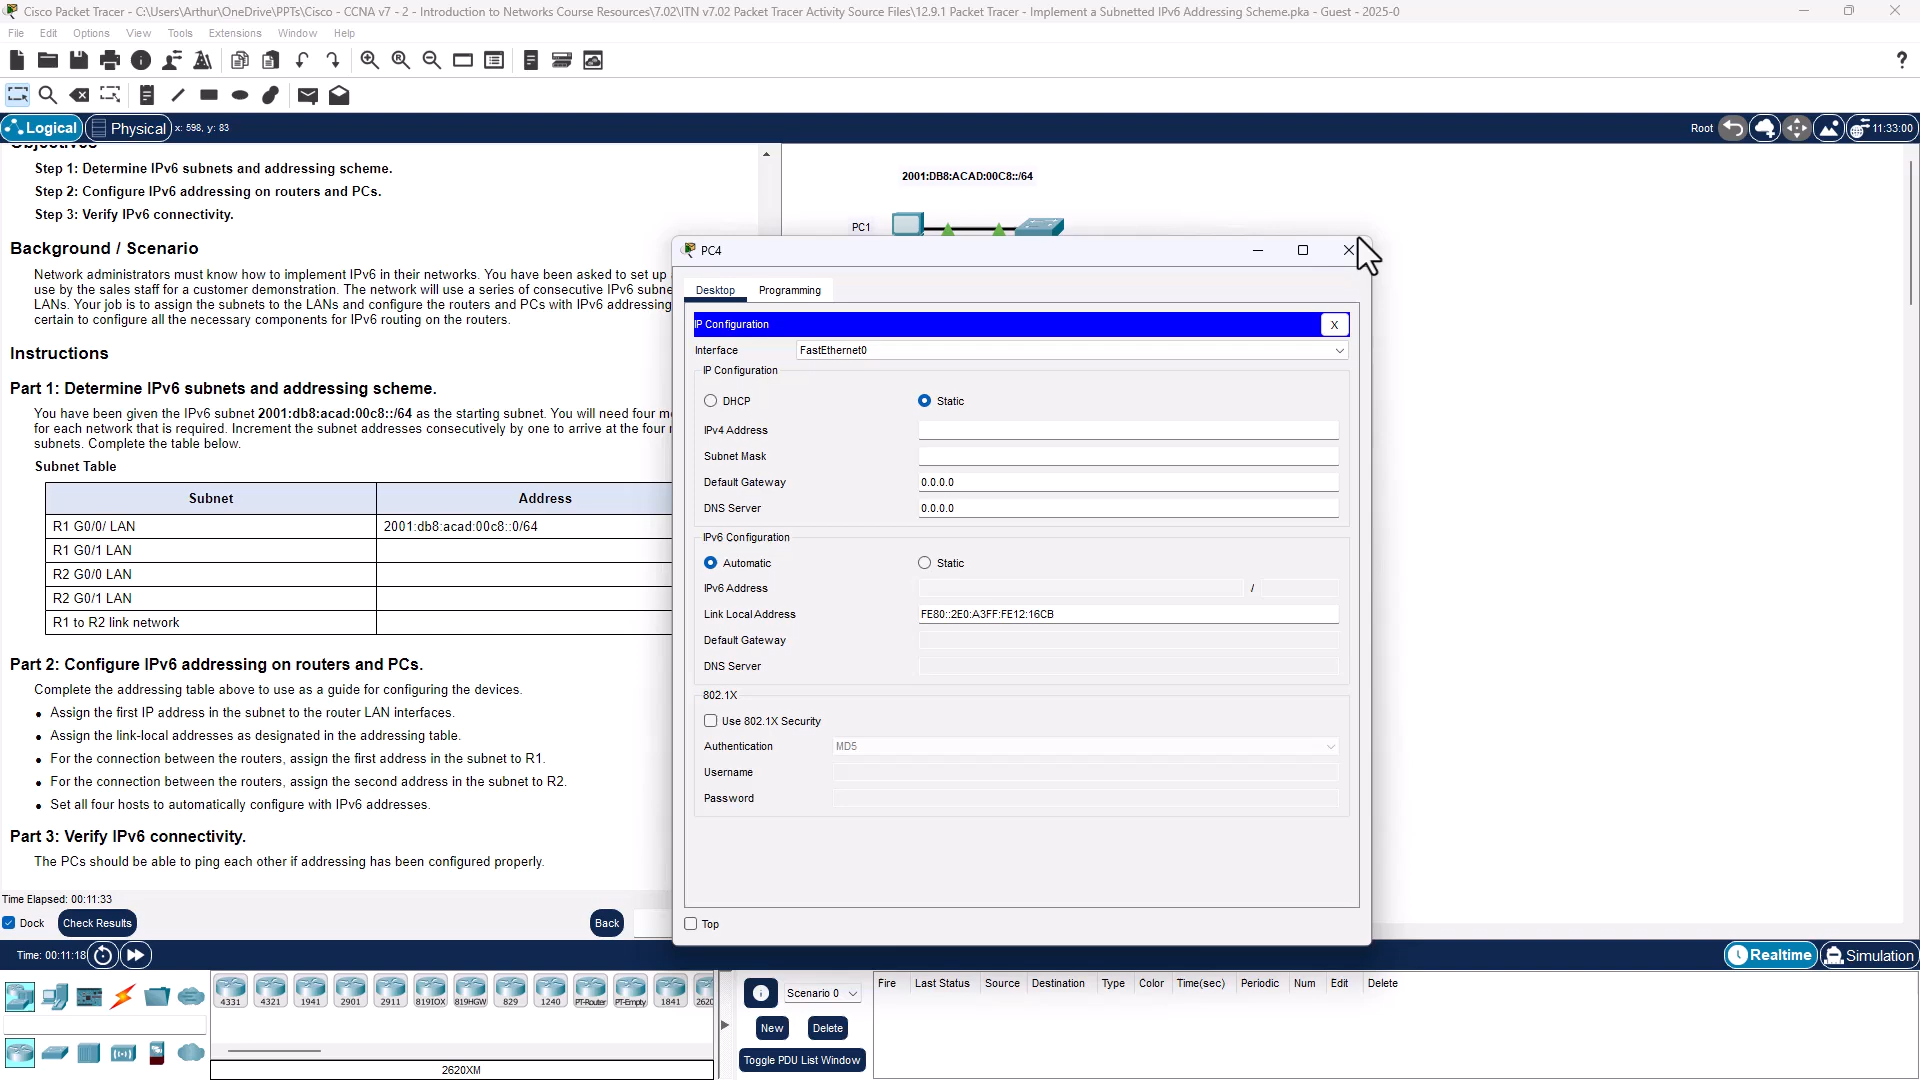 Cisco Packet Tracer - C:\Users\Arthur\OneDrive\PPTs\Cisco - CCNA v7 - 2 - Introduction to Networks Course Resources\7.02\ITN v7.02 Packet Tracer Activity Source Files\12.9.1 Packet Tracer - Implement a Subnetted IPv6 Addressing Scheme.pka - Guest - 2025-0
File Edit Options View Tools Extensions Window Help
Logical Physical x: 598, y: 83 Root 11:33:00
Objectives
Step 1: Determine IPv6 subnets and addressing scheme.
Step 2: Configure IPv6 addressing on routers and PCs.
Step 3: Verify IPv6 connectivity.
Background / Scenario
Network administrators must know how to implement IPv6 in their networks. You have been asked to set up
use by the sales staff for a customer demonstration. The network will use a series of consecutive IPv6 subne
LANs. Your job is to assign the subnets to the LANs and configure the routers and PCs with IPv6 addressing
certain to configure all the necessary components for IPv6 routing on the routers.
Instructions
Part 1: Determine IPv6 subnets and addressing scheme.
You have been given the IPv6 subnet 2001:db8:acad:00c8::/64 as the starting subnet. You will need four m
for each network that is required. Increment the subnet addresses consecutively by one to arrive at the four
subnets. Complete the table below.
Subnet Table
Subnet Address
R1 G0/0/ LAN 2001:db8:acad:00c8::0/64
R1 G0/1 LAN
R2 G0/0 LAN
R2 G0/1 LAN
R1 to R2 link network
Part 2: Configure IPv6 addressing on routers and PCs.
Complete the addressing table above to use as a guide for configuring the devices.
• Assign the first IP address in the subnet to the router LAN interfaces.
• Assign the link-local addresses as designated in the addressing table.
• For the connection between the routers, assign the first address in the subnet to R1.
• For the connection between the routers, assign the second address in the subnet to R2.
• Set all four hosts to automatically configure with IPv6 addresses.
Part 3: Verify IPv6 connectivity.
The PCs should be able to ping each other if addressing has been configured properly.
Time Elapsed: 00:11:33
Dock Check Results Back
2001:DB8:ACAD:00C8::/64
PC1
PC4
Desktop Programming
IP Configuration X
Interface FastEthernet0
IP Configuration
DHCP Static
IPv4 Address
Subnet Mask
Default Gateway 0.0.0.0
DNS Server 0.0.0.0
IPv6 Configuration
Automatic Static
IPv6 Address /
Link Local Address FE80::2E0:A3FF:FE12:16CB
Default Gateway
DNS Server
802.1X
Use 802.1X Security
Authentication MD5
Username
Password
Top
Time: 00:11:18 Realtime Simulation
4331 4321 1941 2901 2911 819IOX 819HGW 829 1240 PT-Router PT-Empty 1841 2620
2620XM
Scenario 0
New Delete
Toggle PDU List Window
Fire Last Status Source Destination Type Color Time(sec) Periodic Num Edit Delete